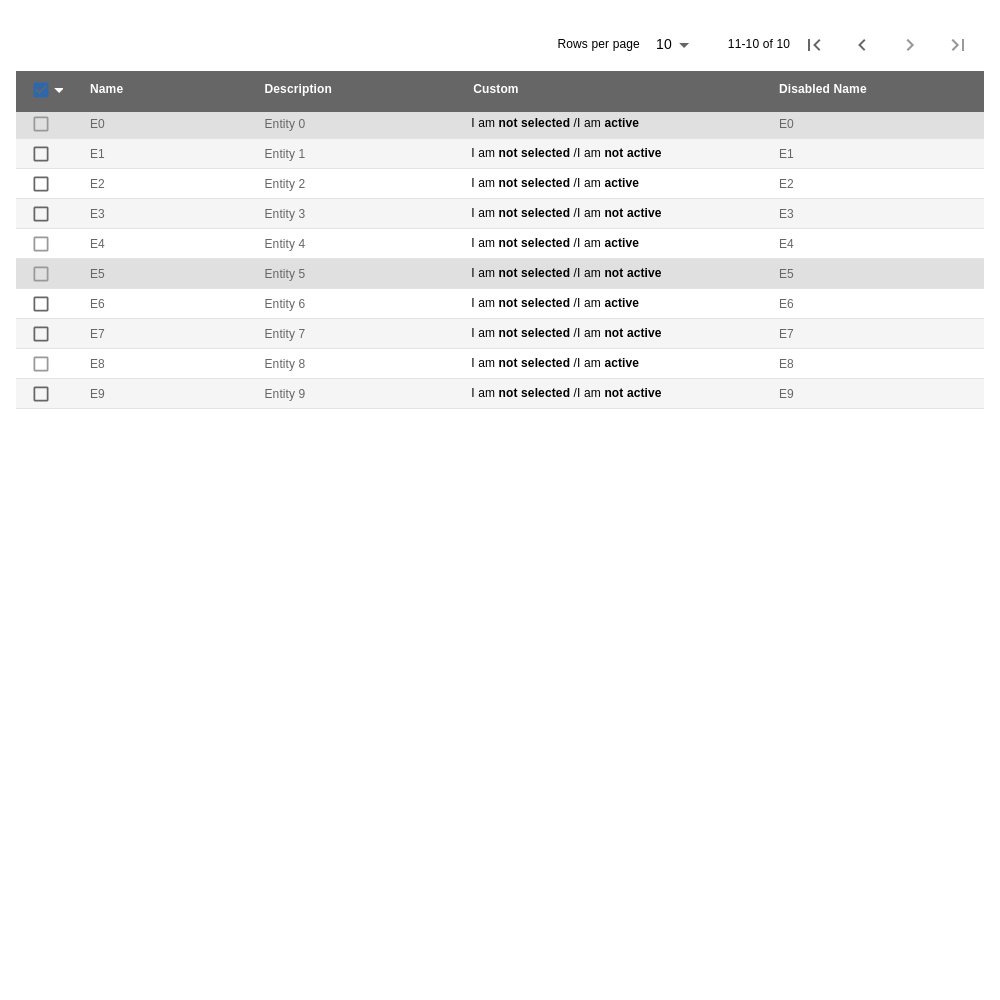 Rows per page 10 11-10 of 10
Name Description Custom Disabled Name
E0 Entity 0 I am not selected /I am active E0
E1 Entity 1 I am not selected /I am not active E1
E2 Entity 2 I am not selected /I am active E2
E3 Entity 3 I am not selected /I am not active E3
E4 Entity 4 I am not selected /I am active E4
E5 Entity 5 I am not selected /I am not active E5
E6 Entity 6 I am not selected /I am active E6
E7 Entity 7 I am not selected /I am not active E7
E8 Entity 8 I am not selected /I am active E8
E9 Entity 9 I am not selected /I am not active E9